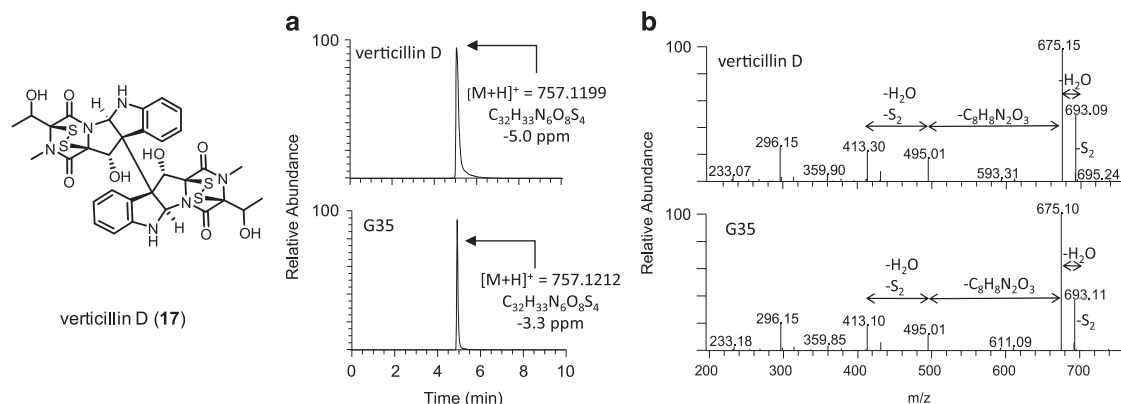 a
b
100
verticillin D
[M+H]+ = 757.1199
C32H33N6O8S4
-5.0 ppm
100
G35
[M+H]+ = 757.1212
C32H33N6O8S4
-3.3 ppm
Relative Abundance
0 2 4 6 8 10
Time (min)
100
verticillin D
675.15
-H2O
693.09
-S2
695.24
-H2O
-S2
-C8H8N2O3
233.07
296.15
359.90
413.30
495.01
593.31
100
G35
675.10
-H2O
693.11
-S2
-H2O
-S2
-C8H8N2O3
233.18
296.15
359.85
413.10
495.01
611.09
Relative Abundance
200 300 400 500 600 700
m/z
OH
O
H
H
N
S
S
N
N
O
OH
HO
O
N
S
S
N
N
H
H
O
OH
verticillin D (17)